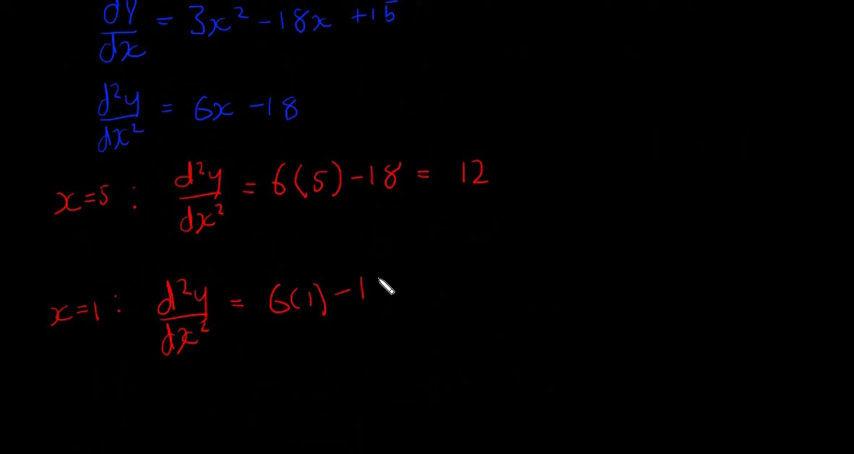 dy/dx = 3x² - 18x + 15
d²y/dx² = 6x - 18
x=5 : d²y/dx² = 6(5) - 18 = 12
x=1 : d²y/dx² = 6(1) - 1